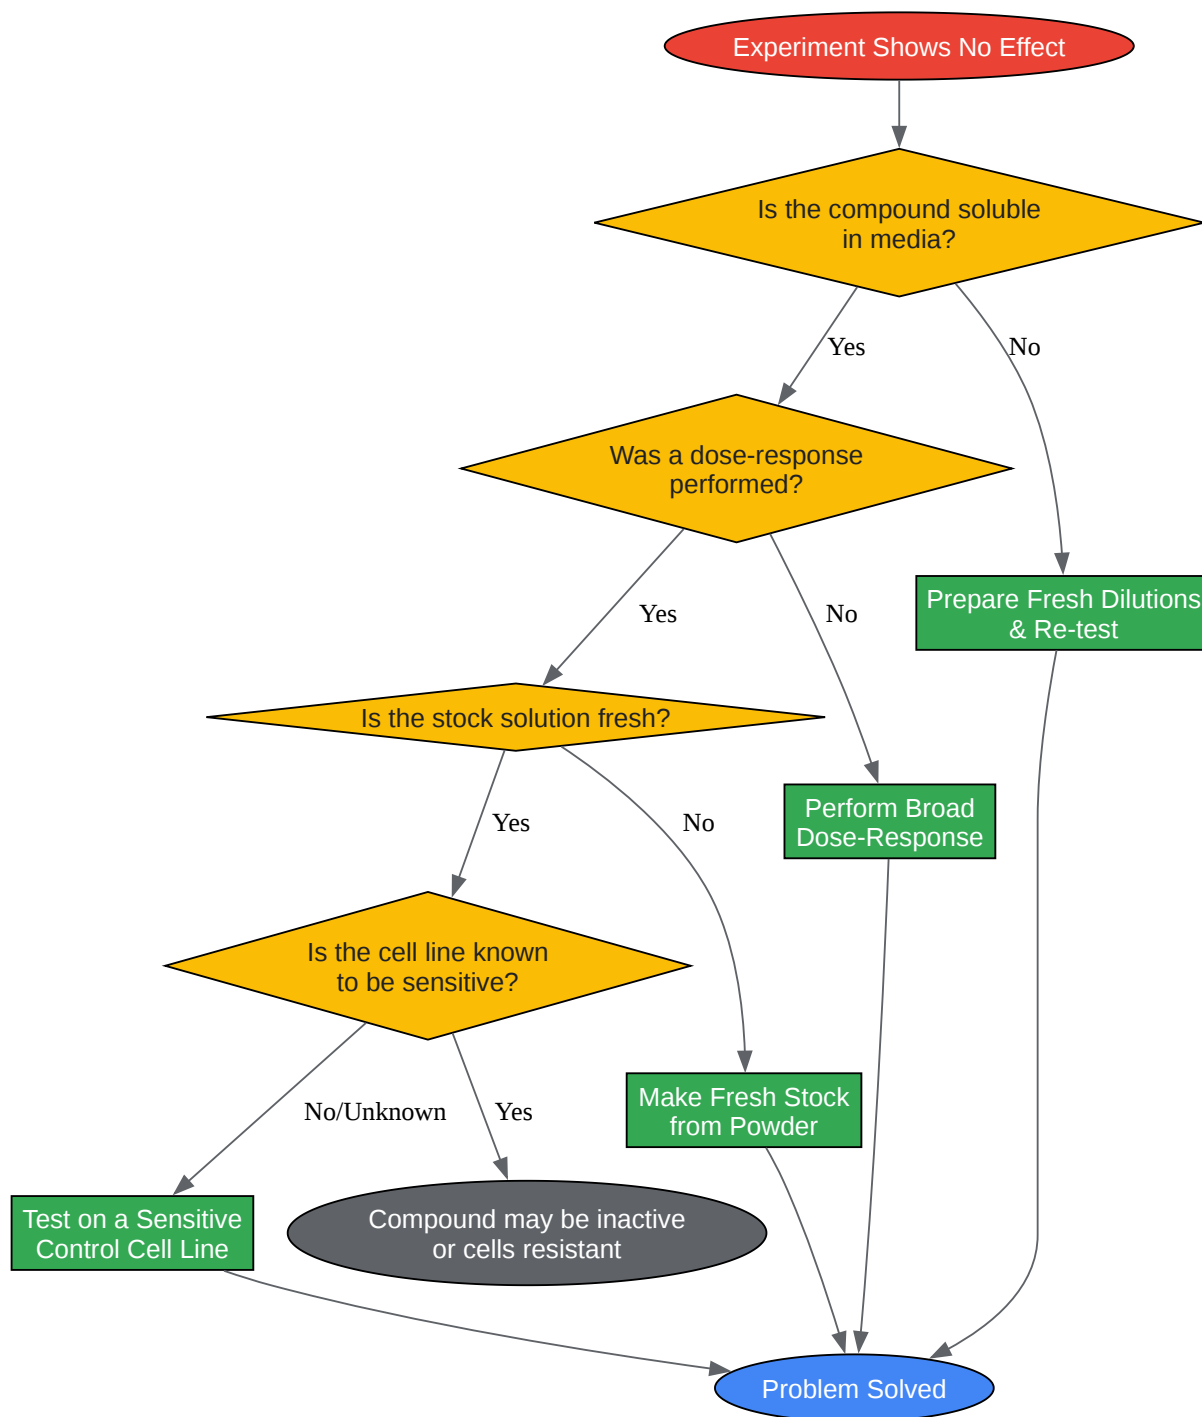 Experiment Shows No Effect
Is the compound soluble
in media?
Yes
No
Was a dose-response
performed?
Yes
No
Prepare Fresh Dilutions
& Re-test
Is the stock solution fresh?
Yes
No
Perform Broad
Dose-Response
Is the cell line known
to be sensitive?
No/Unknown
Yes
Make Fresh Stock
from Powder
Test on a Sensitive
Control Cell Line
Compound may be inactive
or cells resistant
Problem Solved